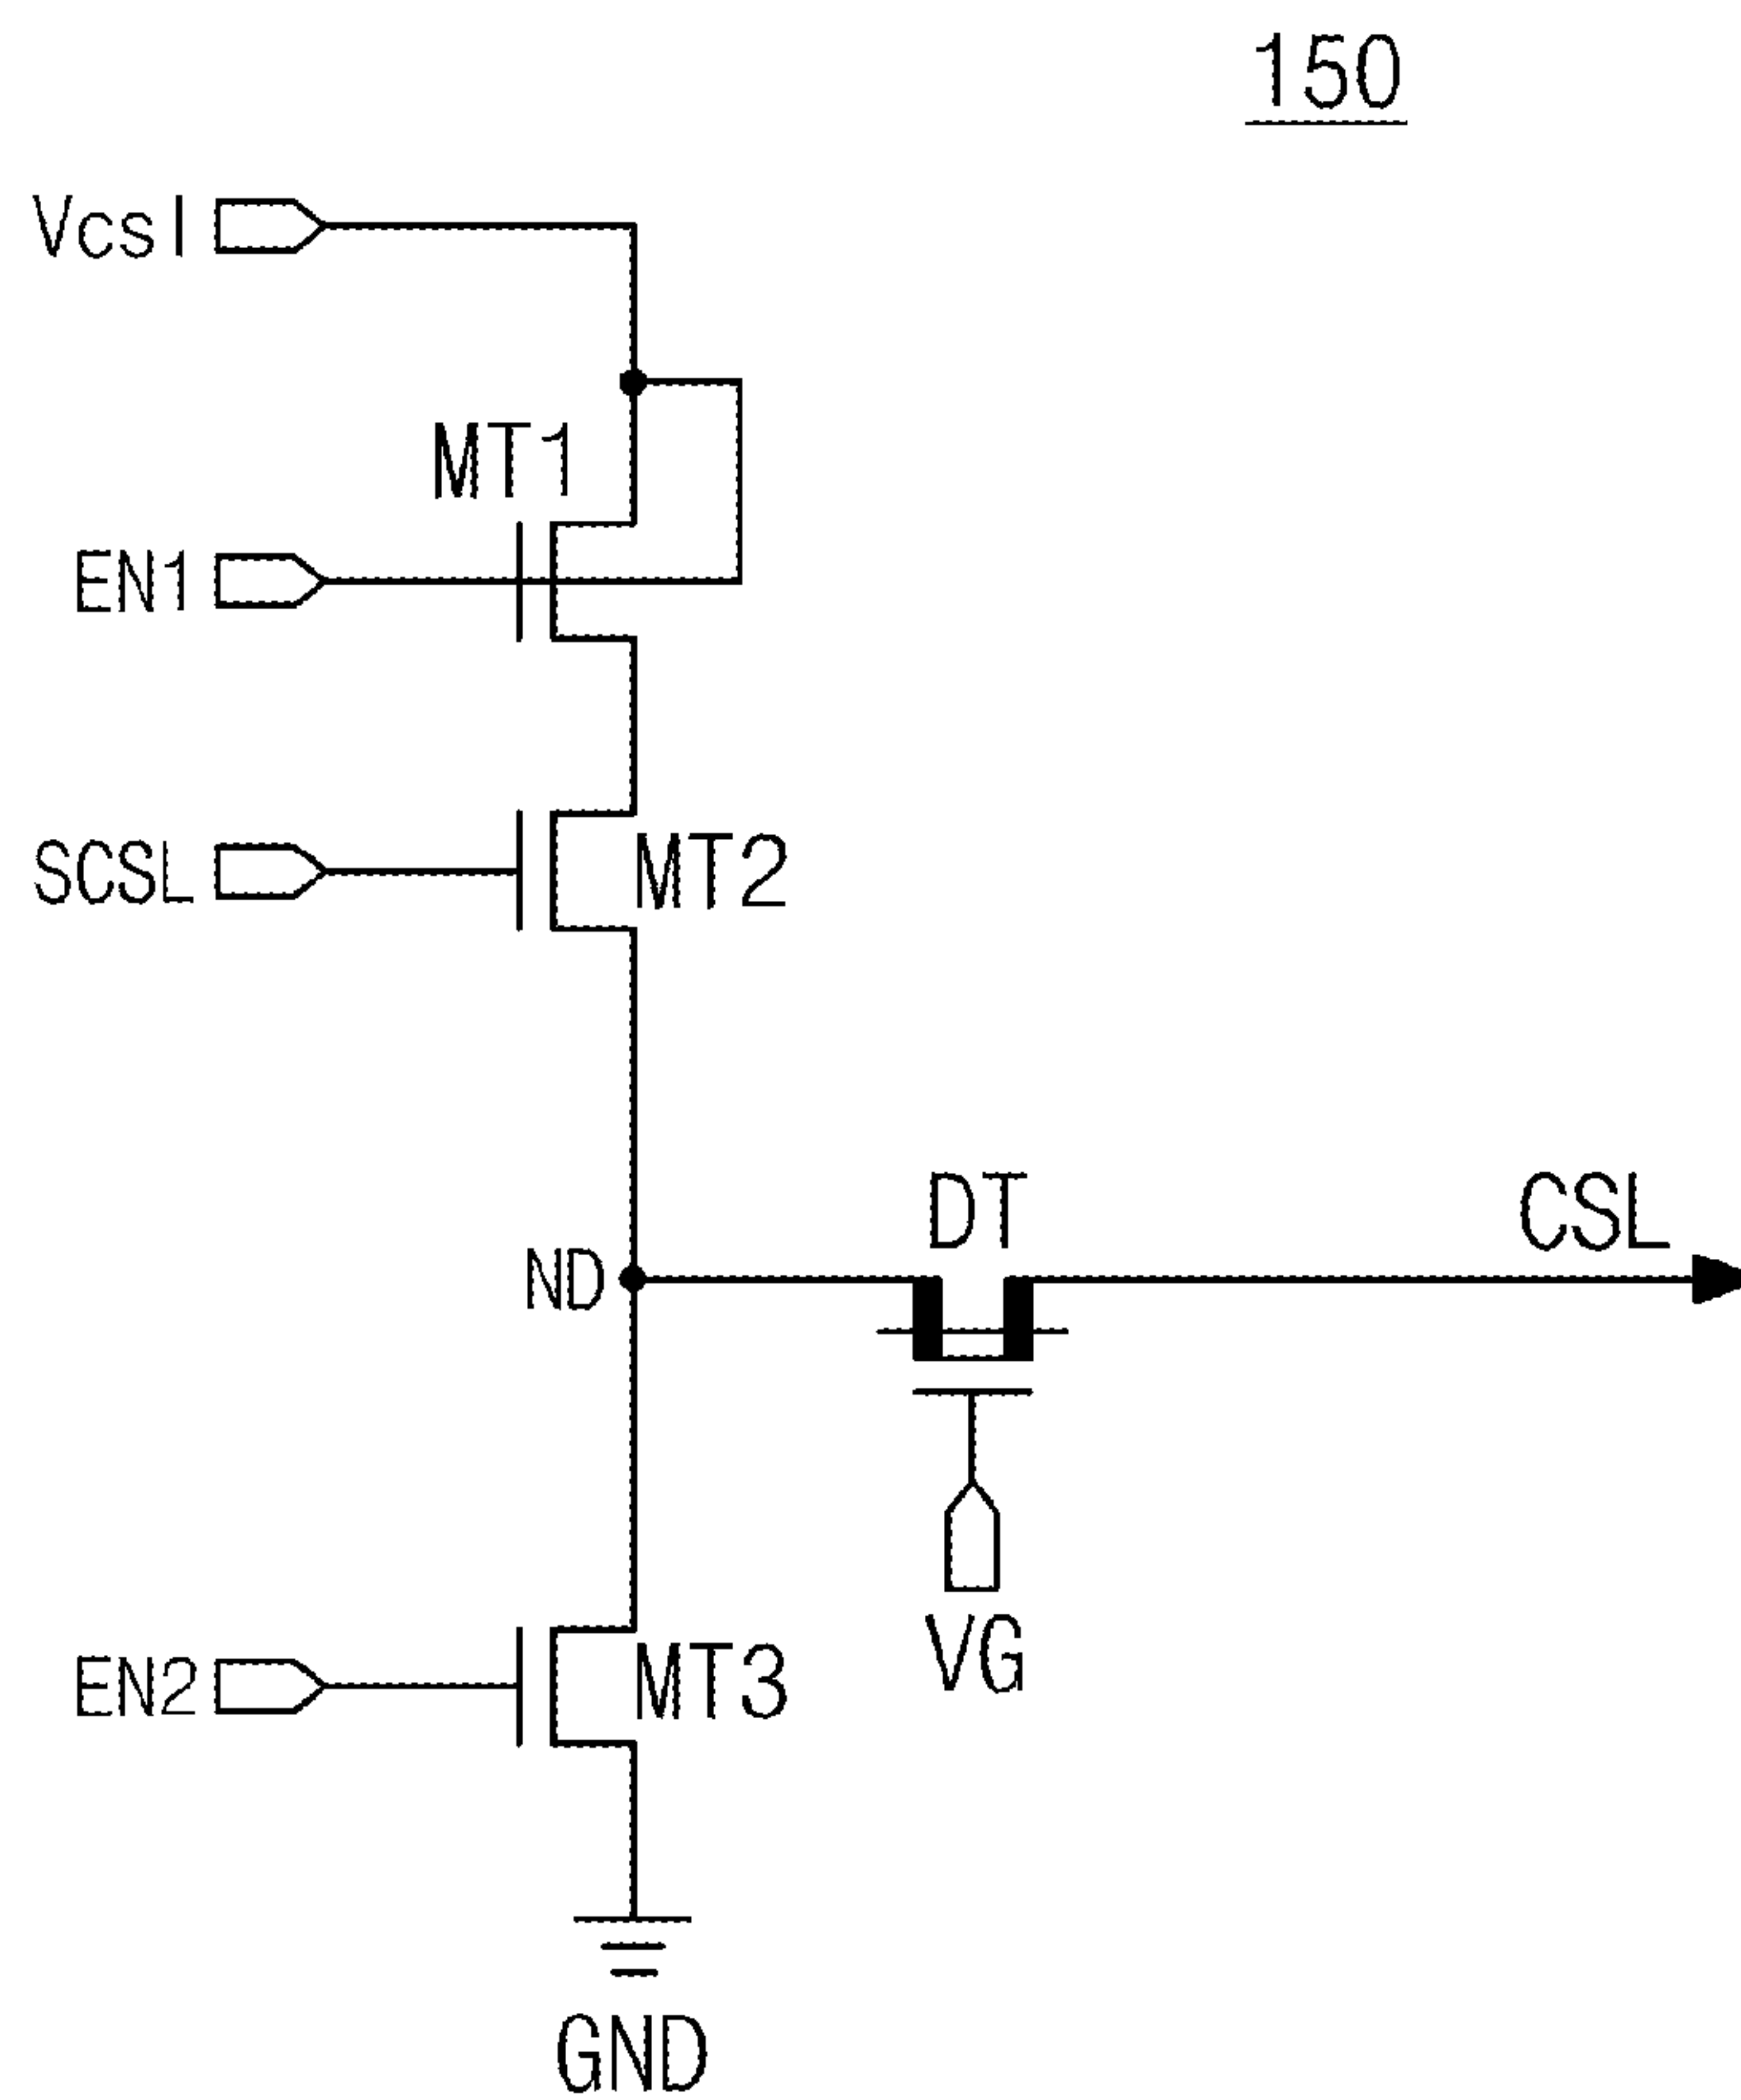 150
Vcsl
MT1
EN1
SCSL
MT2
DT
CSL
ND
VG
EN2
MT3
GND